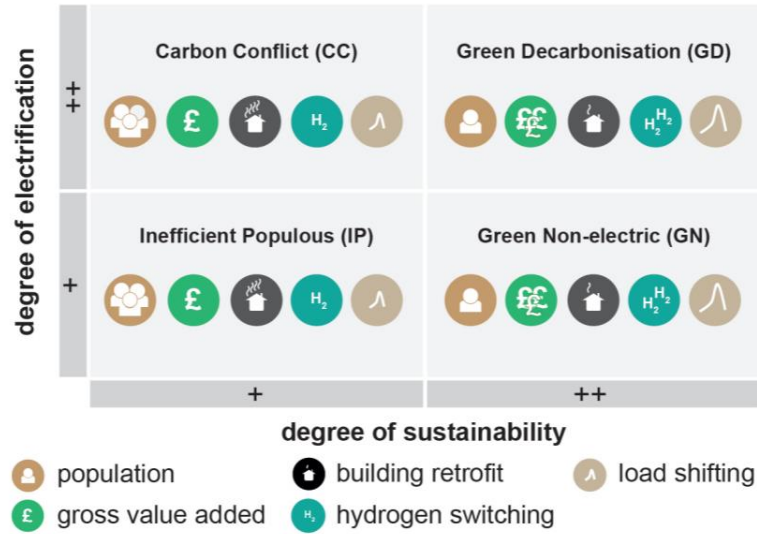 degree of electrification
++
Carbon Conflict (CC)
£
H₂
Green Decarbonisation (GD)
££
£
H₂H₂
+
Inefficient Populous (IP)
£
H₂
Green Non-electric (GN)
££
£
H₂H₂
+
++
degree of sustainability
population
building retrofit
load shifting
£ gross value added
H₂ hydrogen switching